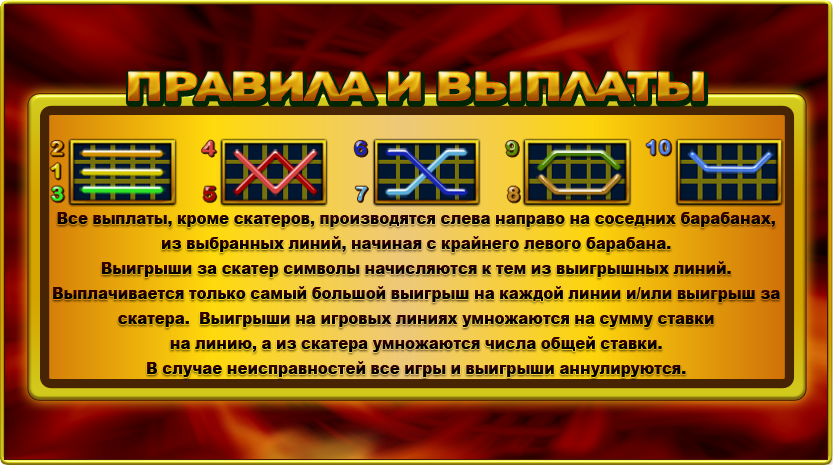 ПРАВИЛА И ВЫПЛАТЫ
2 4 6 9 10
1
3 5 7 8
Все выплаты, кроме скатеров, производятся слева направо на соседних барабанах,
из выбранных линий, начиная с крайнего левого барабана.
Выигрыши за скатер символы начисляются к тем из выигрышных линий.
Выплачивается только самый большой выигрыш на каждой линии и/или выигрыш за
скатера. Выигрыши на игровых линиях умножаются на сумму ставки
на линию, а из скатера умножаются числа общей ставки.
В случае неисправностей все игры и выигрыши аннулируются.